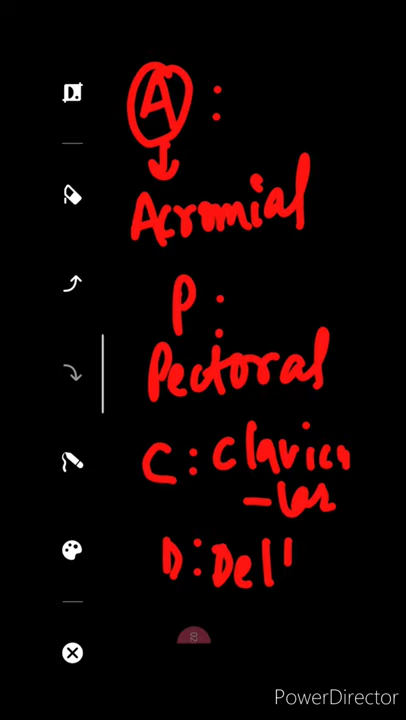 A :
Acromial
P :
Pectoral
C : Clavicu
-lar
D : Del
PowerDirector